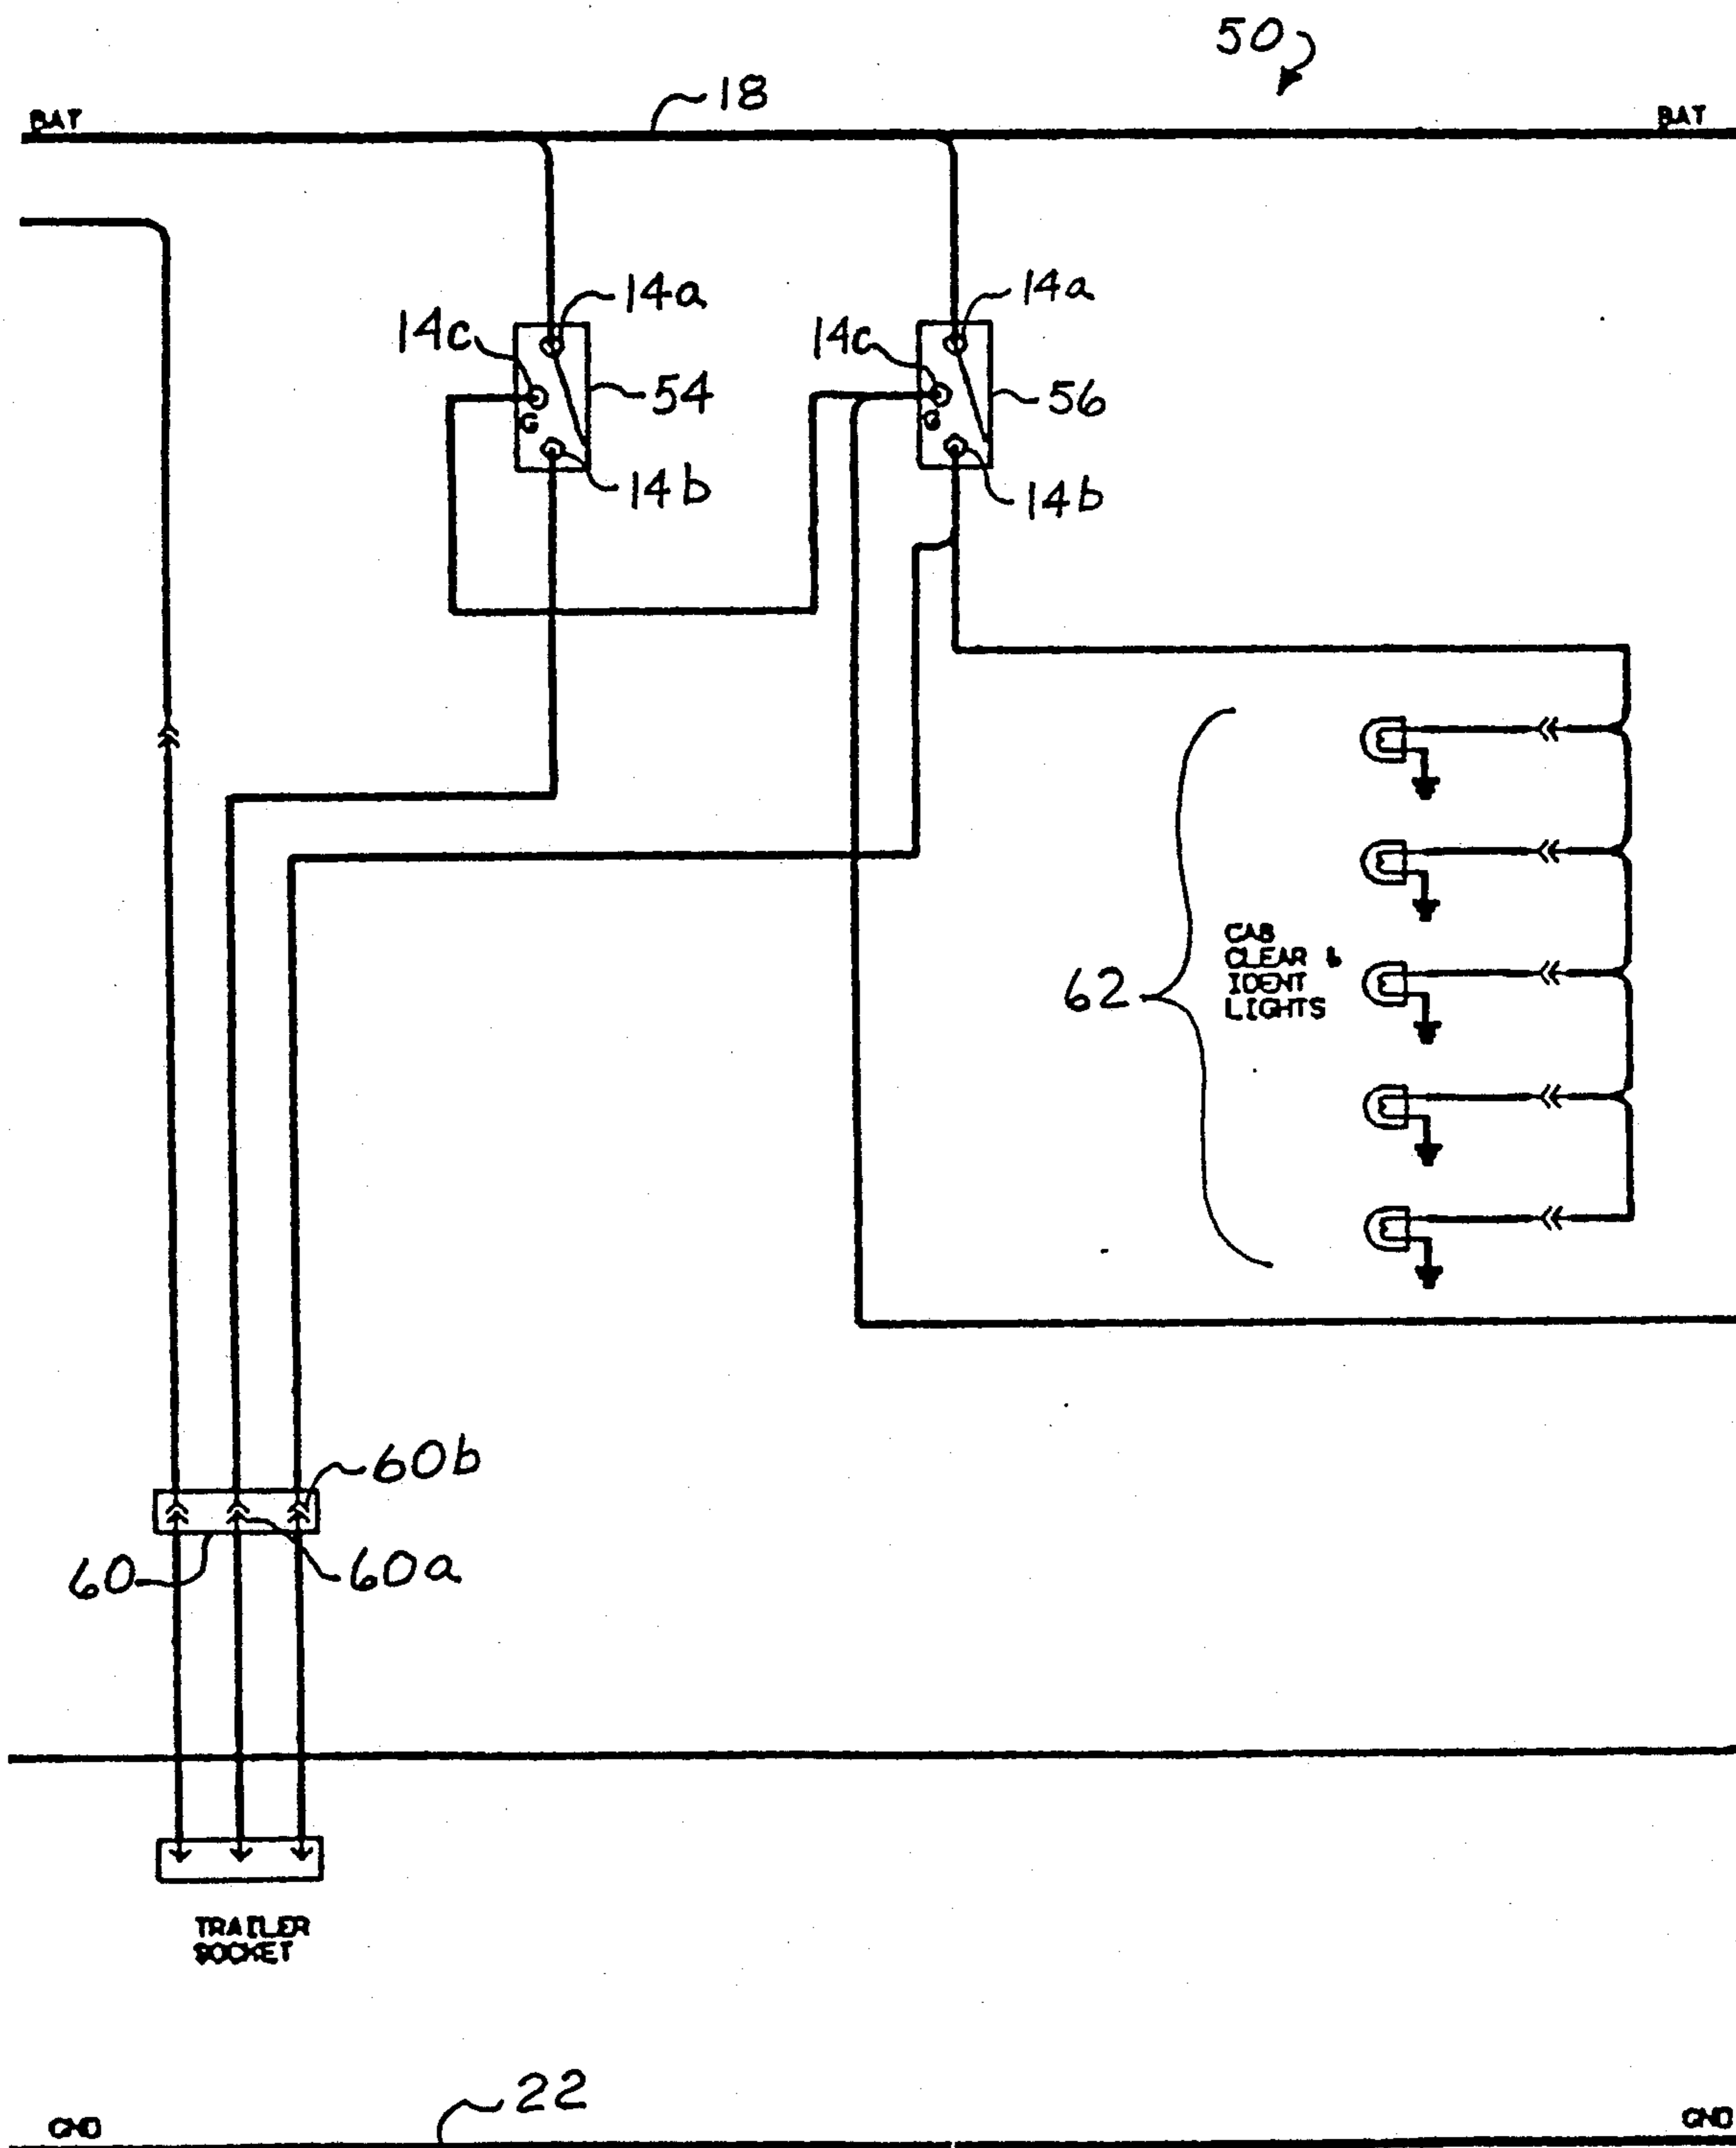 50
18
BAT
BAT
14a
14a
14c
14c
54
56
G
G
14b
14b
62
CAB
CLEAR &
IDENT
LIGHTS
60b
60
60a
TRAILER
SOCKET
22
GND
GND